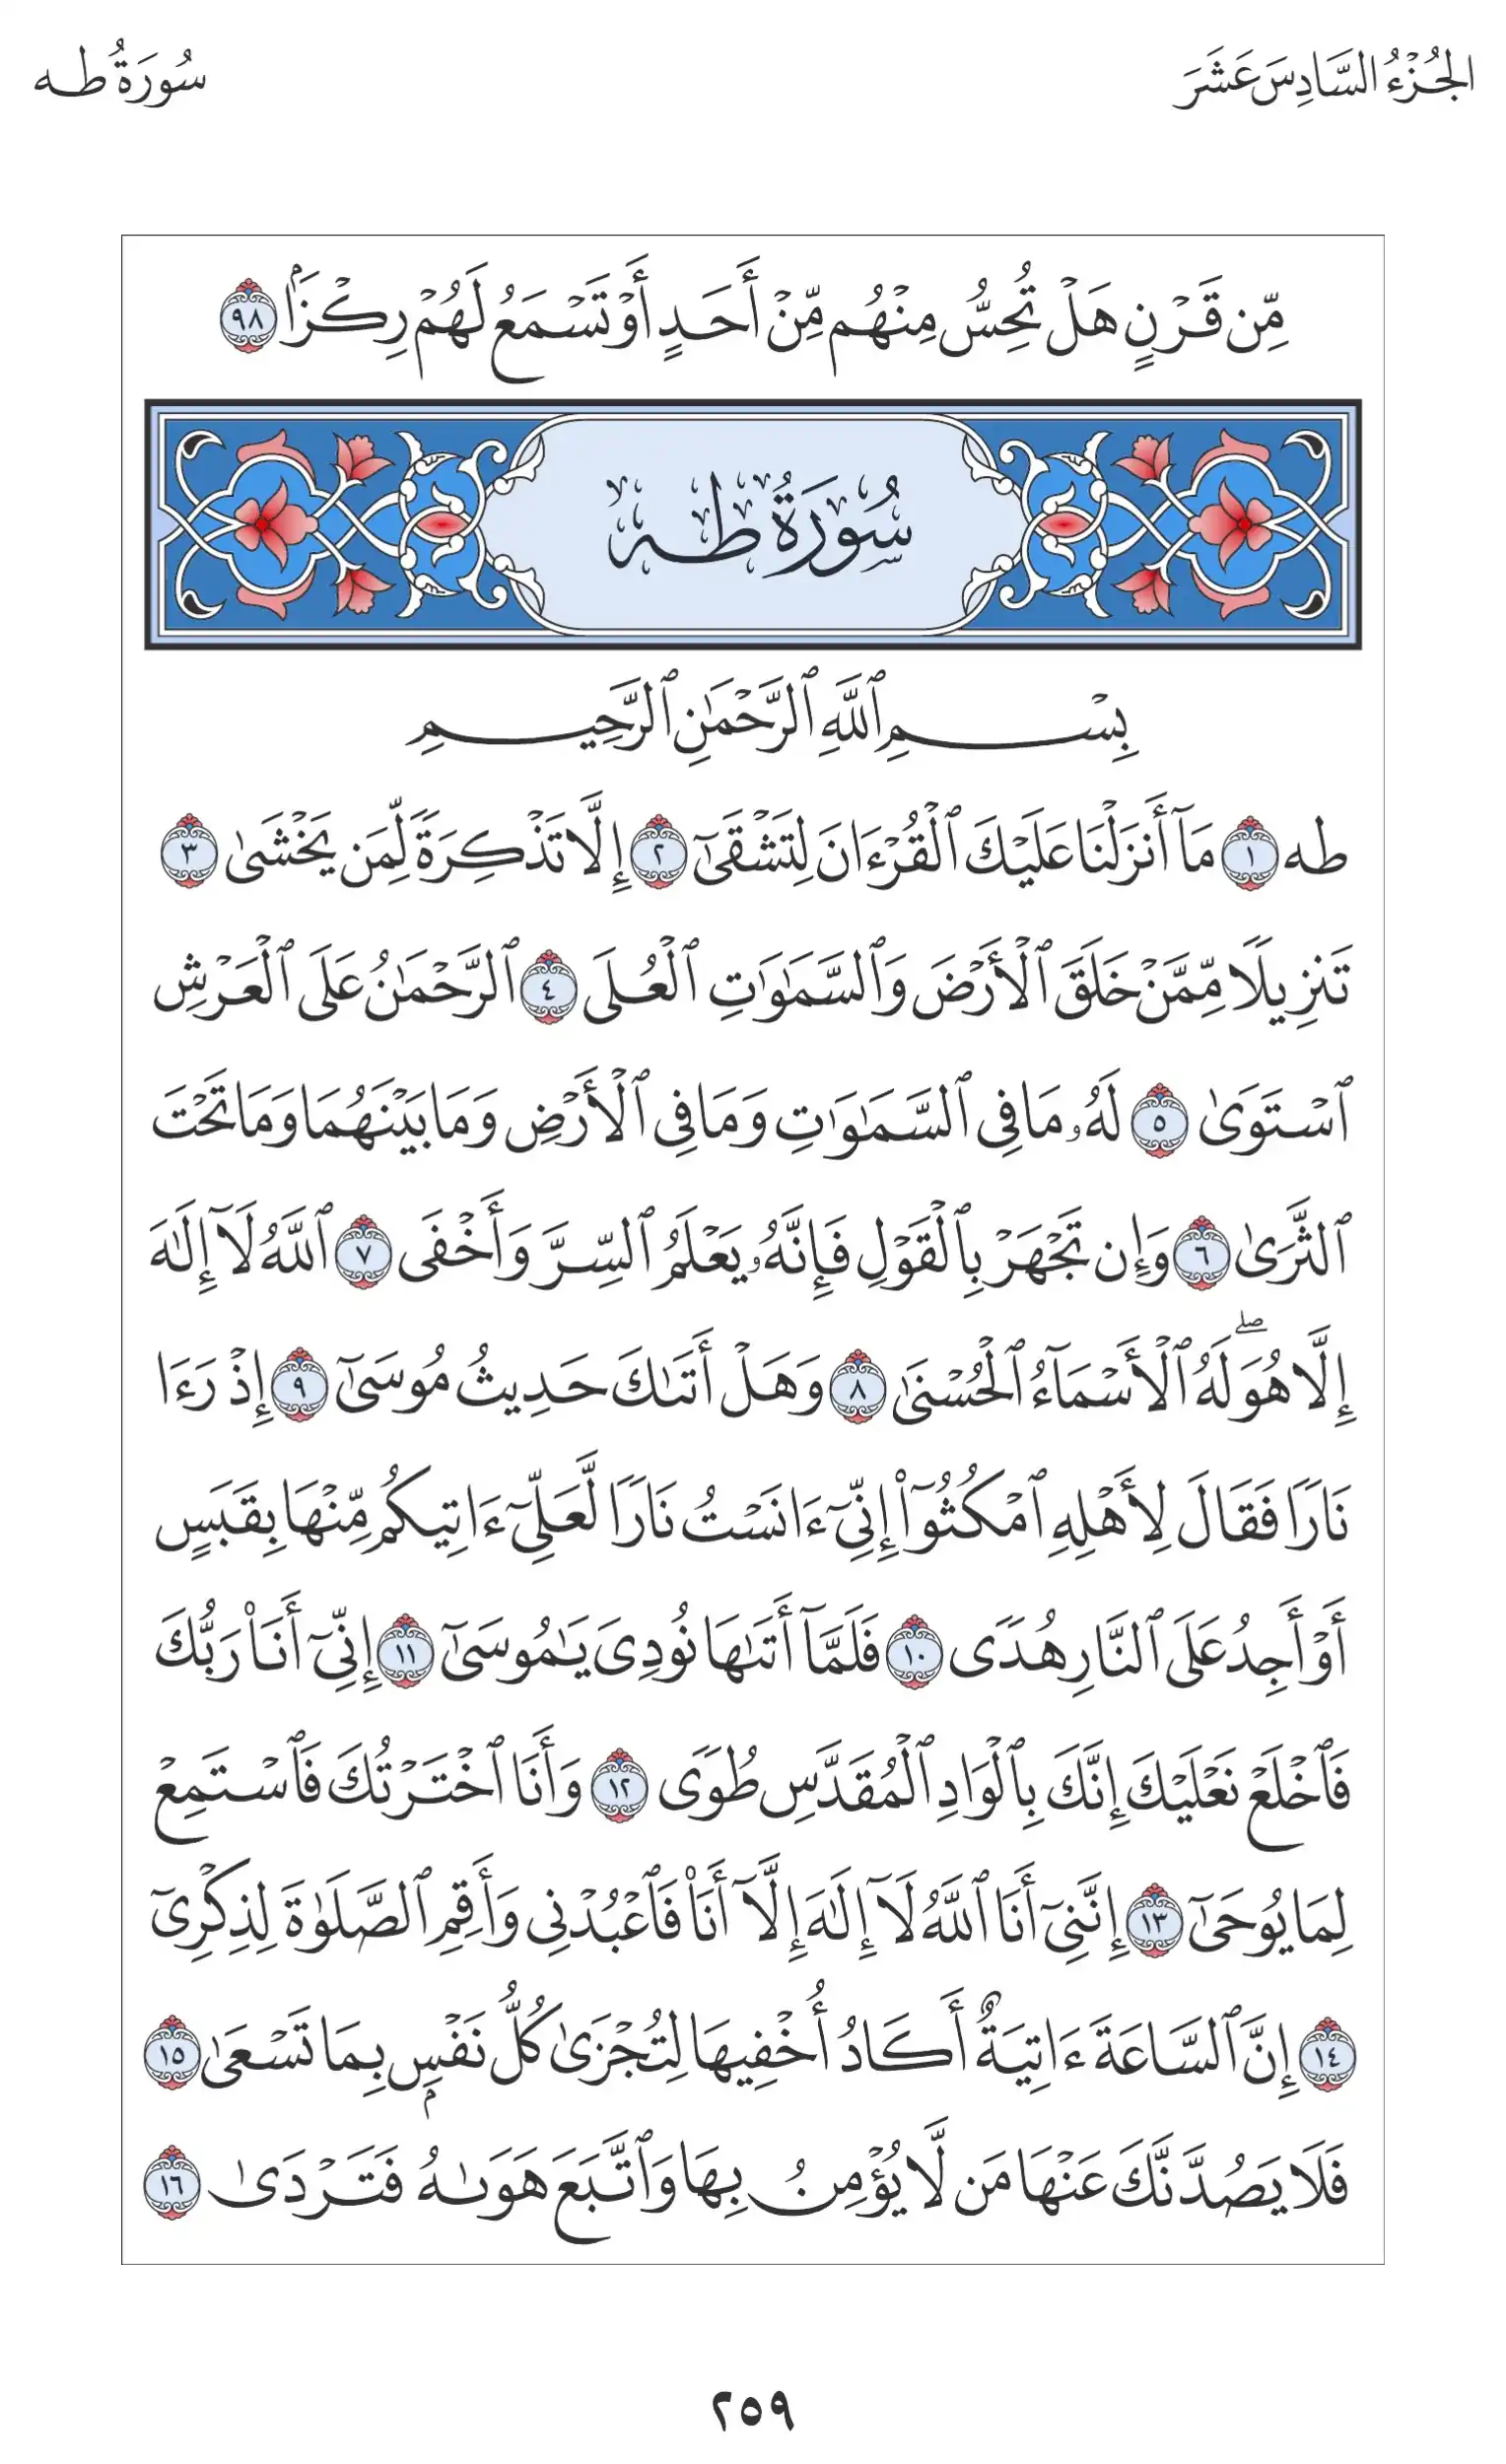 الجُزْءُ السَّادِسَ عَشَرَ
سُورَةُ طه
مِّن قَرْنٍ هَلْ تُحِسُّ مِنْهُم مِّنْ أَحَدٍ أَوْ تَسْمَعُ لَهُمْ رِكْزَۢا ٩٨
سُورَةُ طه
بِسْمِ ٱللَّهِ ٱلرَّحْمَٰنِ ٱلرَّحِيمِ
طه ١ مَآ أَنزَلْنَا عَلَيْكَ ٱلْقُرْءَانَ لِتَشْقَىٰٓ ٢ إِلَّا تَذْكِرَةً لِّمَن يَخْشَىٰ ٣
تَنزِيلًا مِّمَّنْ خَلَقَ ٱلْأَرْضَ وَٱلسَّمَٰوَٰتِ ٱلْعُلَى ٤ ٱلرَّحْمَٰنُ عَلَى ٱلْعَرْشِ
ٱسْتَوَىٰ ٥ لَهُۥ مَا فِي ٱلسَّمَٰوَٰتِ وَمَا فِي ٱلْأَرْضِ وَمَا بَيْنَهُمَا وَمَا تَحْتَ
ٱلثَّرَىٰ ٦ وَإِن تَجْهَرْ بِٱلْقَوْلِ فَإِنَّهُۥ يَعْلَمُ ٱلسِّرَّ وَأَخْفَى ٧ ٱللَّهُ لَآ إِلَٰهَ
إِلَّا هُوَۖ لَهُ ٱلْأَسْمَآءُ ٱلْحُسْنَىٰ ٨ وَهَلْ أَتَىٰكَ حَدِيثُ مُوسَىٰٓ ٩ إِذْ رَءَا
نَارًا فَقَالَ لِأَهْلِهِ ٱمْكُثُوٓا۟ إِنِّيٓ ءَانَسْتُ نَارًا لَّعَلِّيٓ ءَاتِيكُم مِّنْهَا بِقَبَسٍ
أَوْ أَجِدُ عَلَى ٱلنَّارِ هُدًى ١٠ فَلَمَّآ أَتَىٰهَا نُودِيَ يَٰمُوسَىٰٓ ١١ إِنِّيٓ أَنَا۠ رَبُّكَ
فَٱخْلَعْ نَعْلَيْكَ إِنَّكَ بِٱلْوَادِ ٱلْمُقَدَّسِ طُوًى ١٢ وَأَنَا ٱخْتَرْتُكَ فَٱسْتَمِعْ
لِمَا يُوحَىٰٓ ١٣ إِنَّنِيٓ أَنَا ٱللَّهُ لَآ إِلَٰهَ إِلَّآ أَنَا۠ فَٱعْبُدْنِي وَأَقِمِ ٱلصَّلَوٰةَ لِذِكْرِيٓ
١٤ إِنَّ ٱلسَّاعَةَ ءَاتِيَةٌ أَكَادُ أُخْفِيهَا لِتُجْزَىٰ كُلُّ نَفْسِۭ بِمَا تَسْعَىٰ ١٥
فَلَا يَصُدَّنَّكَ عَنْهَا مَن لَّا يُؤْمِنُ بِهَا وَٱتَّبَعَ هَوَىٰهُ فَتَرْدَىٰ ١٦
٢٥٩